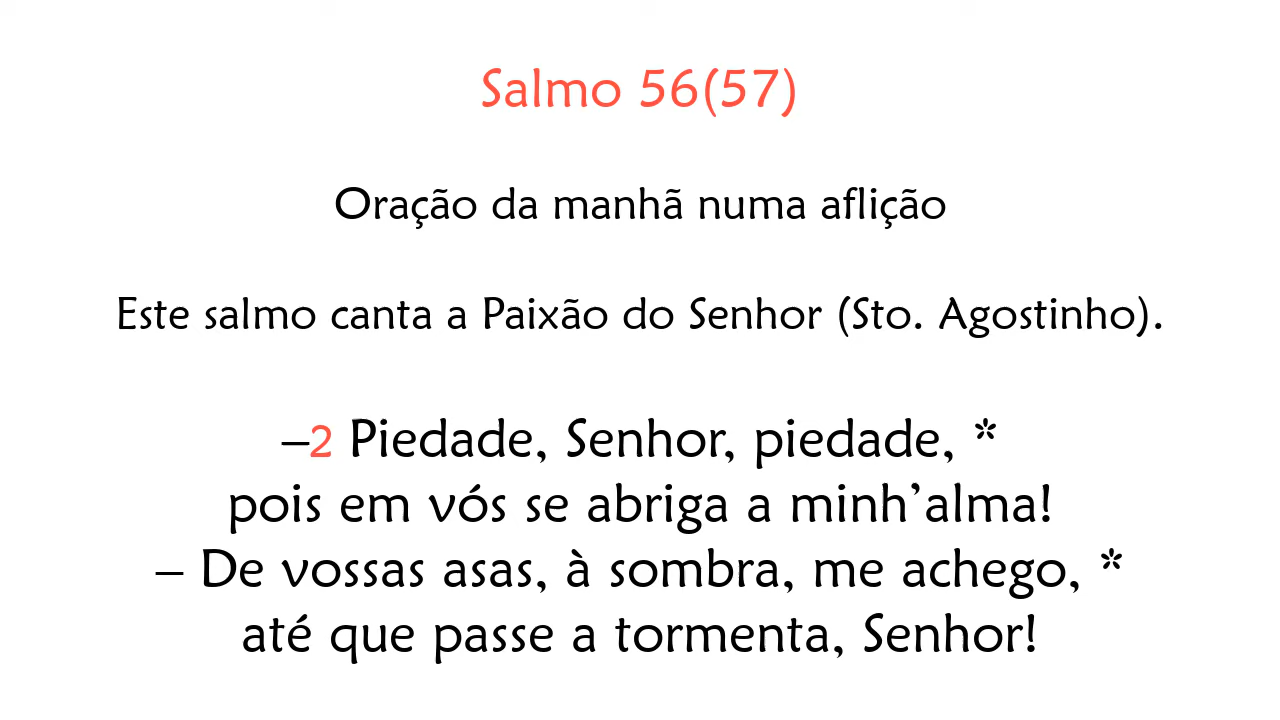 Salmo 56(57)
Oração da manhã numa aflição
Este salmo canta a Paixão do Senhor (Sto. Agostinho).
–2 Piedade, Senhor, piedade, *
pois em vós se abriga a minh’alma!
– De vossas asas, à sombra, me achego, *
até que passe a tormenta, Senhor!